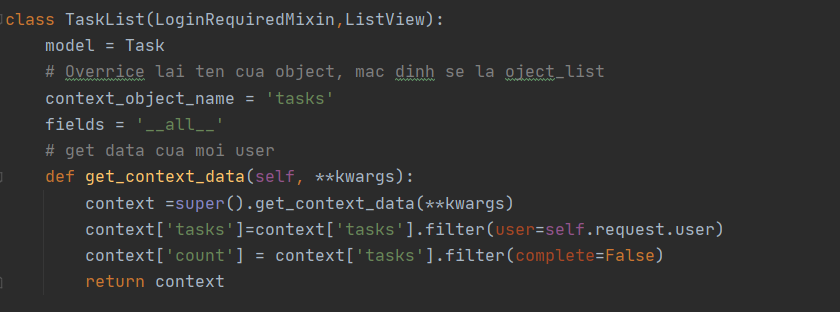 class TaskList(LoginRequiredMixin,ListView):
    model = Task
    # Overrice lai ten cua object, mac dinh se la oject_list
    context_object_name = 'tasks'
    fields = '__all__'
    # get data cua moi user
    def get_context_data(self, **kwargs):
        context =super().get_context_data(**kwargs)
        context['tasks']=context['tasks'].filter(user=self.request.user)
        context['count'] = context['tasks'].filter(complete=False)
        return context